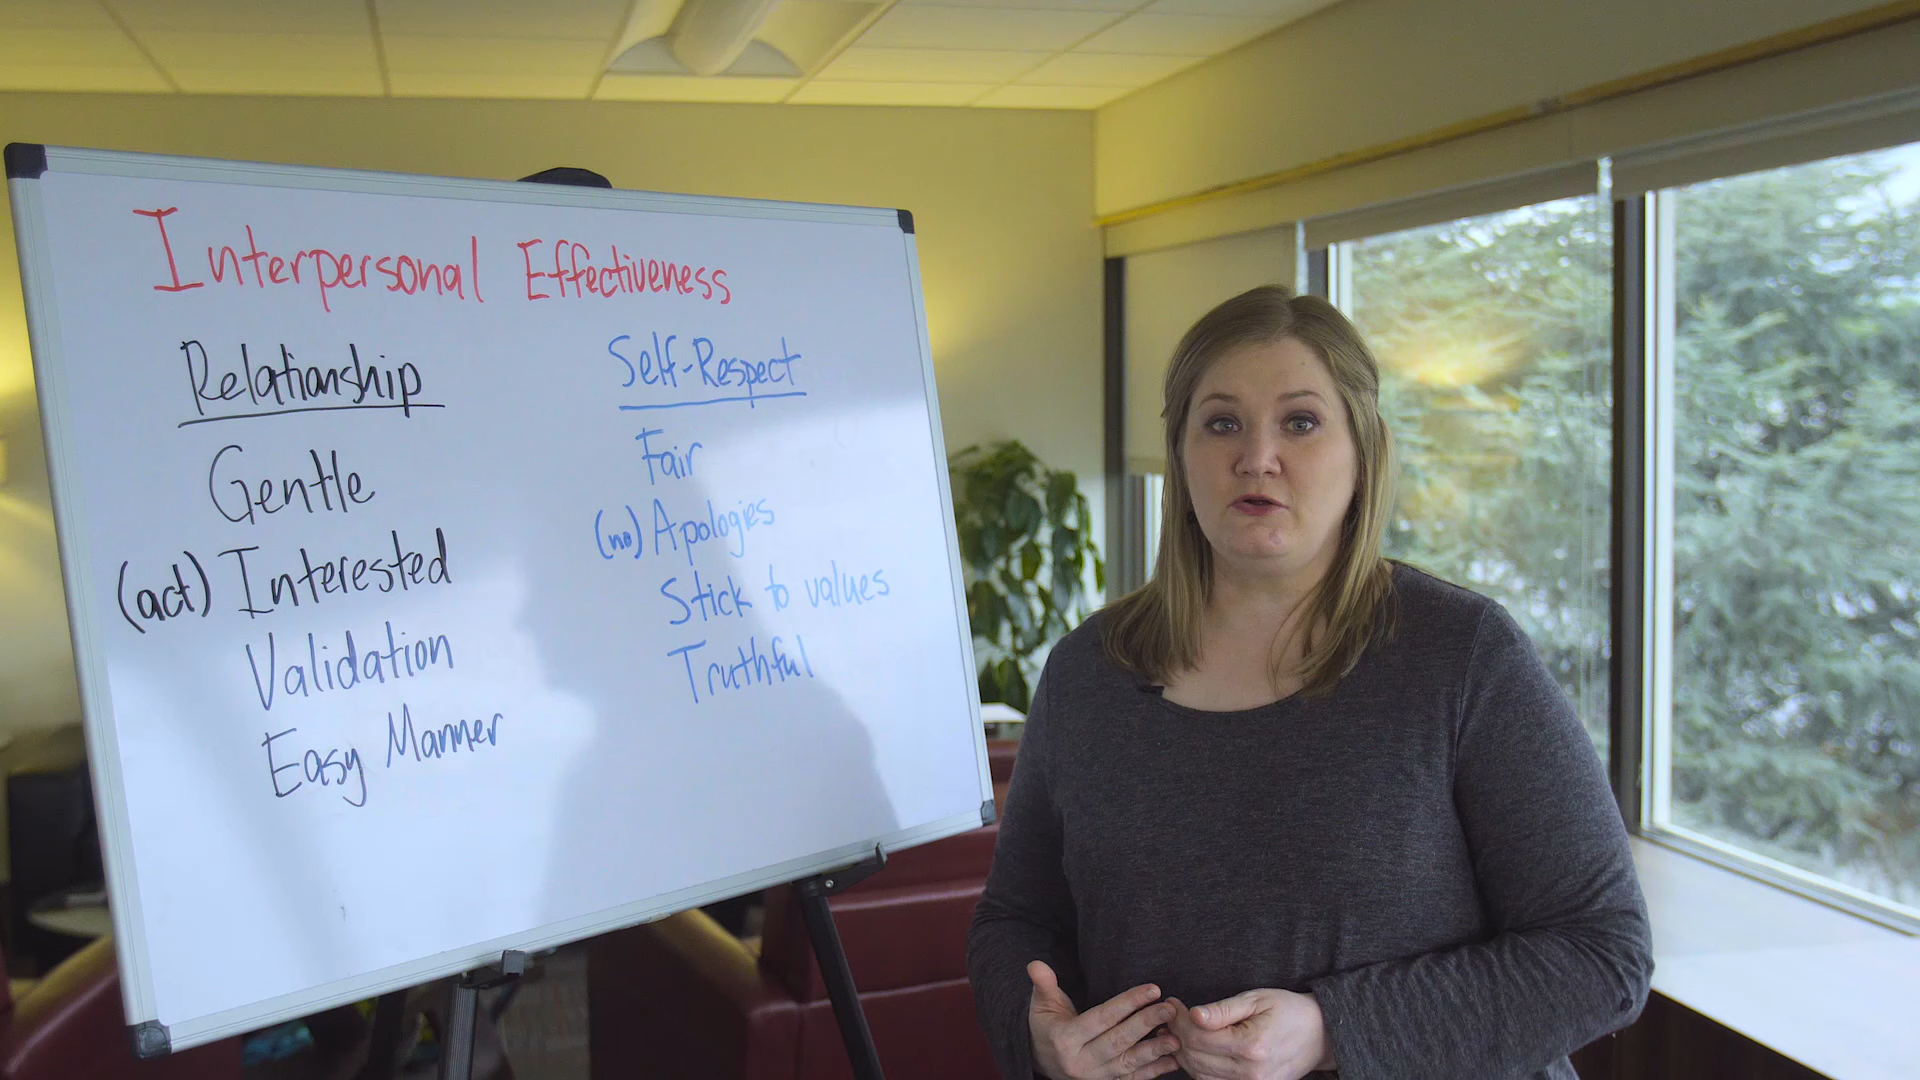 Interpersonal Effectiveness
Relationship
Gentle
(act) Interested
Validation
Easy Manner
Self-Respect
Fair
(no) Apologies
Stick to values
Truthful